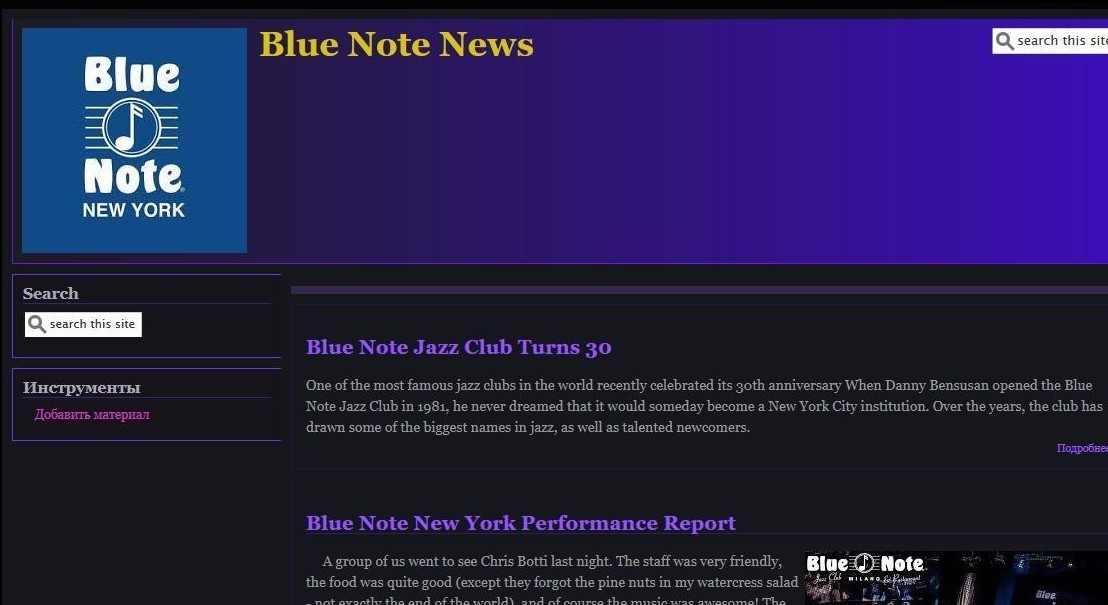 Blue Note News
search this site
Blue
Note
NEW YORK
Search
search this site
Инструменты
Добавить материал
Blue Note Jazz Club Turns 30
One of the most famous jazz clubs in the world recently celebrated its 30th anniversary When Danny Bensusan opened the Blue
Note Jazz Club in 1981, he never dreamed that it would someday become a New York City institution. Over the years, the club has
drawn some of the biggest names in jazz, as well as talented newcomers.
Подробнее
Blue Note New York Performance Report
A group of us went to see Chris Botti last night. The staff was very friendly,
the food was quite good (except they forgot the pine nuts in my watercress salad
- not exactly the end of the world), and of course the music was awesome! The
Blue Note
Jazz Club MILANO & Restaurant
Blue